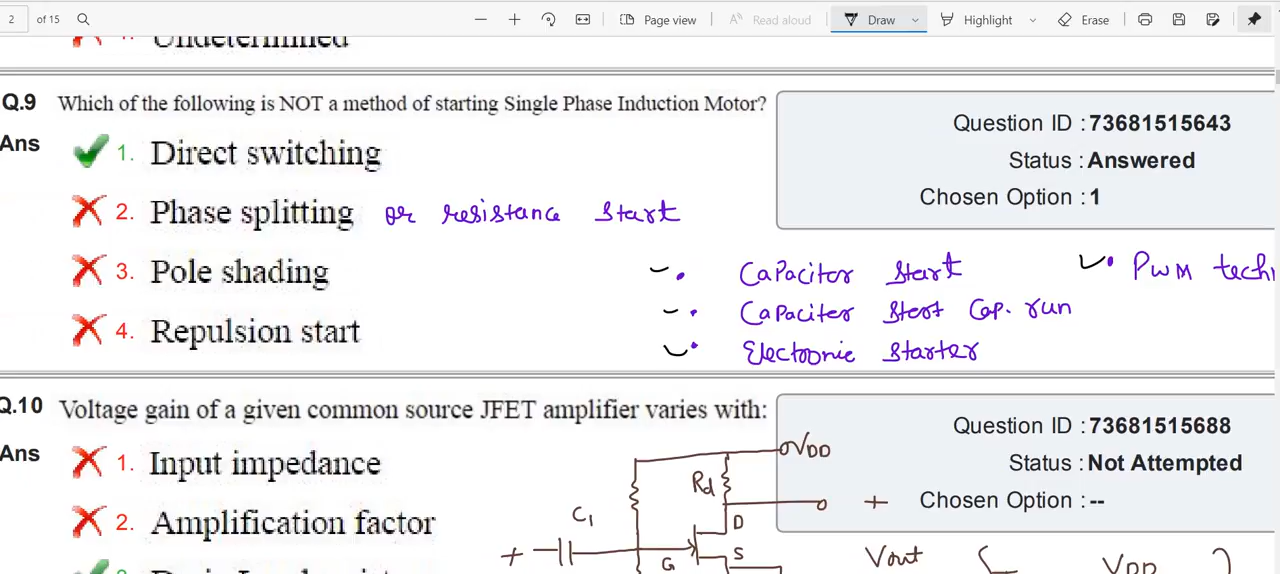 2 of 15 Page view Read aloud Draw Highlight Erase
Undetermined
Q.9 Which of the following is NOT a method of starting Single Phase Induction Motor?
Ans 1. Direct switching
2. Phase splitting or resistance start
3. Pole shading
4. Repulsion start
Question ID : 73681515643
Status : Answered
Chosen Option : 1
• Capacitor start
• Capacitor start Cap. run
• Electronic starter
• PWM tech
Q.10 Voltage gain of a given common source JFET amplifier varies with:
Ans 1. Input impedance
2. Amplification factor
Question ID : 73681515688
Status : Not Attempted
Chosen Option : --
VDD
Rd
C1
+
D
S
G
+
Vout
VDD